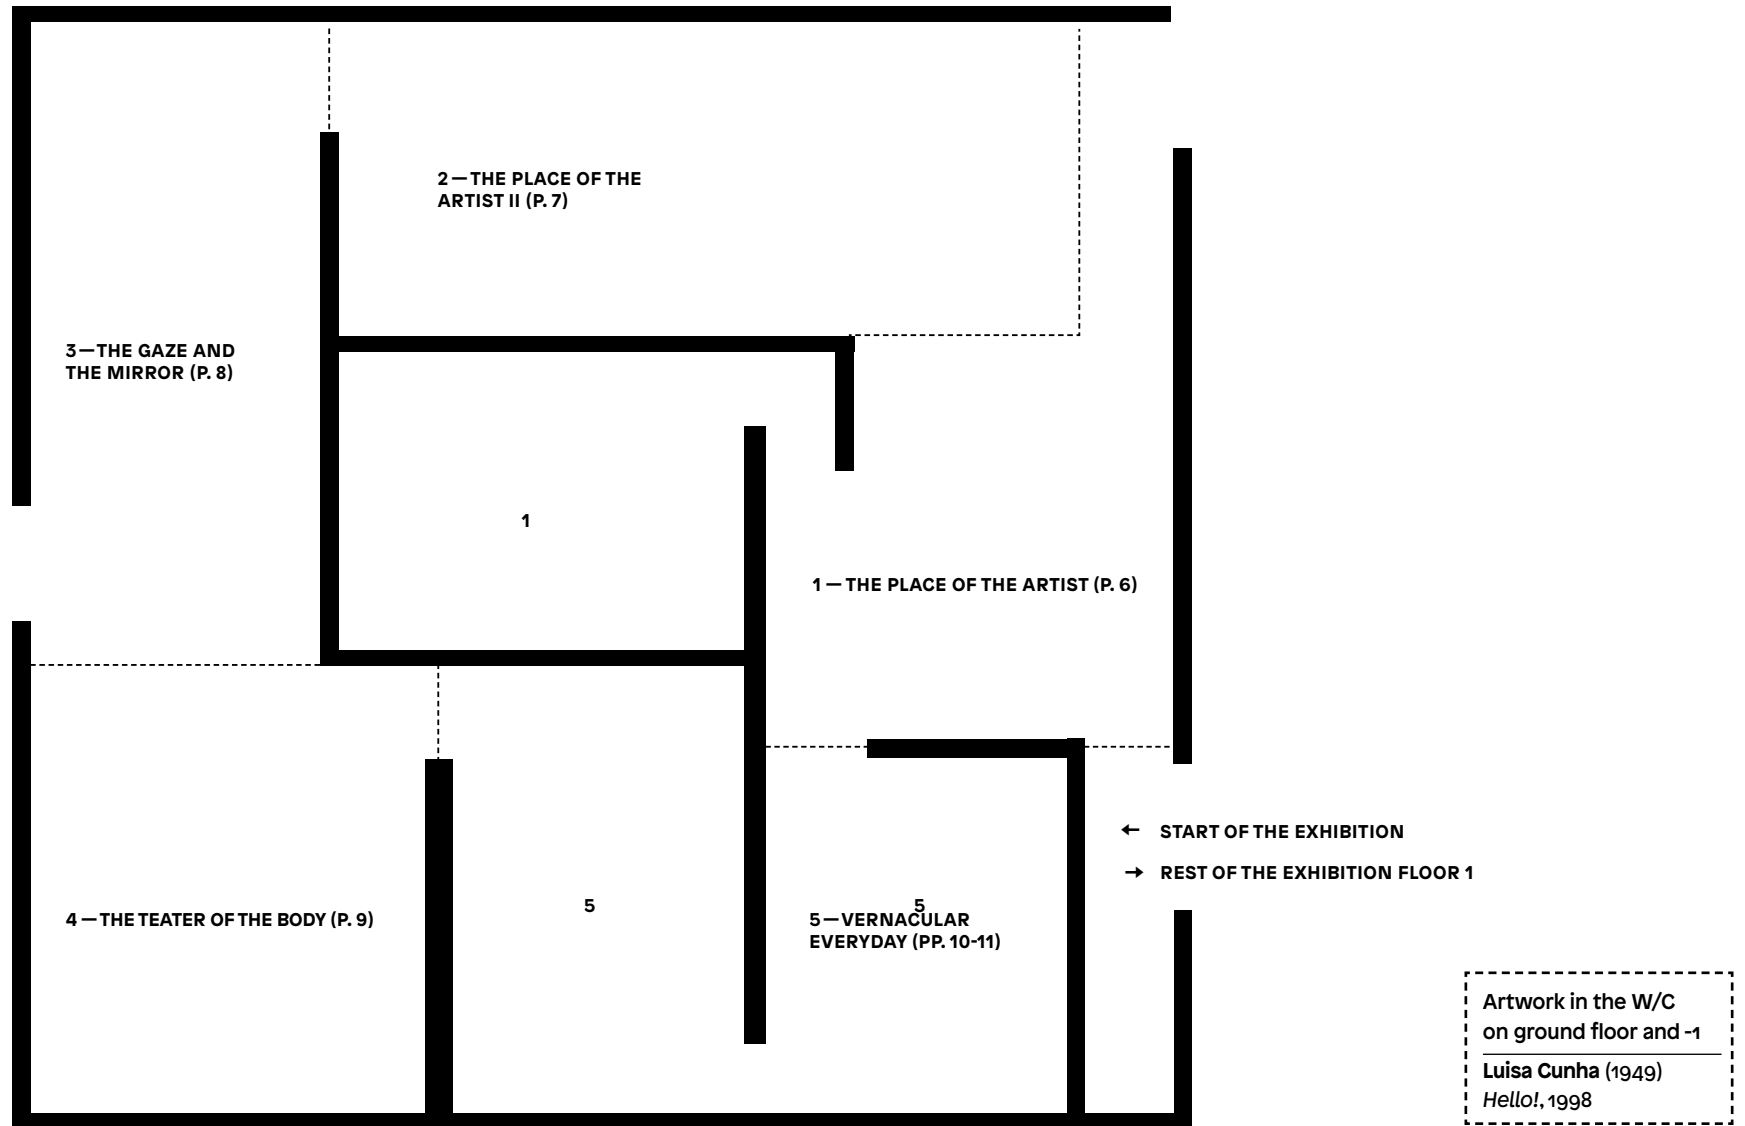 2—THE PLACE OF THE
ARTIST II (P. 7)
3—THE GAZE AND
THE MIRROR (P. 8)
1
1—THE PLACE OF THE ARTIST (P. 6)
← START OF THE EXHIBITION
→ REST OF THE EXHIBITION FLOOR 1
4—THE TEATER OF THE BODY (P. 9)
5
5
5—VERNACULAR
EVERYDAY (PP. 10-11)
Artwork in the W/C
on ground floor and -1
Luisa Cunha (1949)
Hello!, 1998